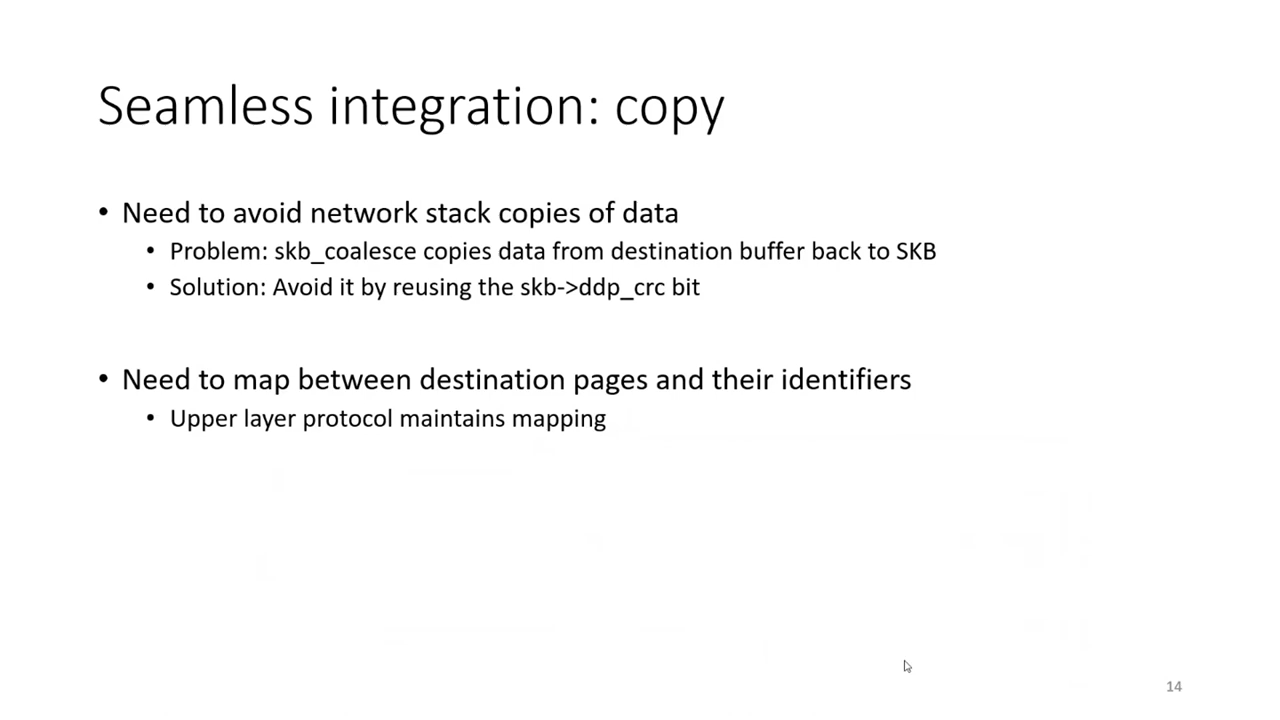 Seamless integration: copy
• Need to avoid network stack copies of data
• Problem: skb_coalesce copies data from destination buffer back to SKB
• Solution: Avoid it by reusing the skb->ddp_crc bit
• Need to map between destination pages and their identifiers
• Upper layer protocol maintains mapping
14